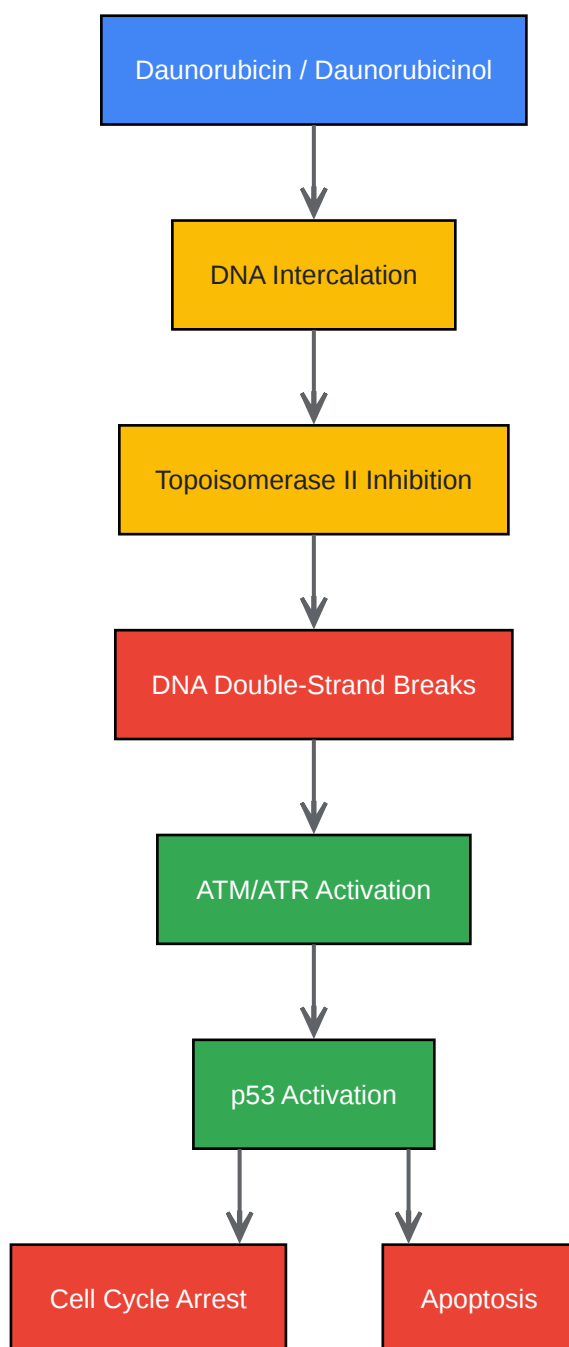 Daunorubicin / Daunorubicinol
DNA Intercalation
Topoisomerase II Inhibition
DNA Double-Strand Breaks
ATM/ATR Activation
p53 Activation
Cell Cycle Arrest
Apoptosis